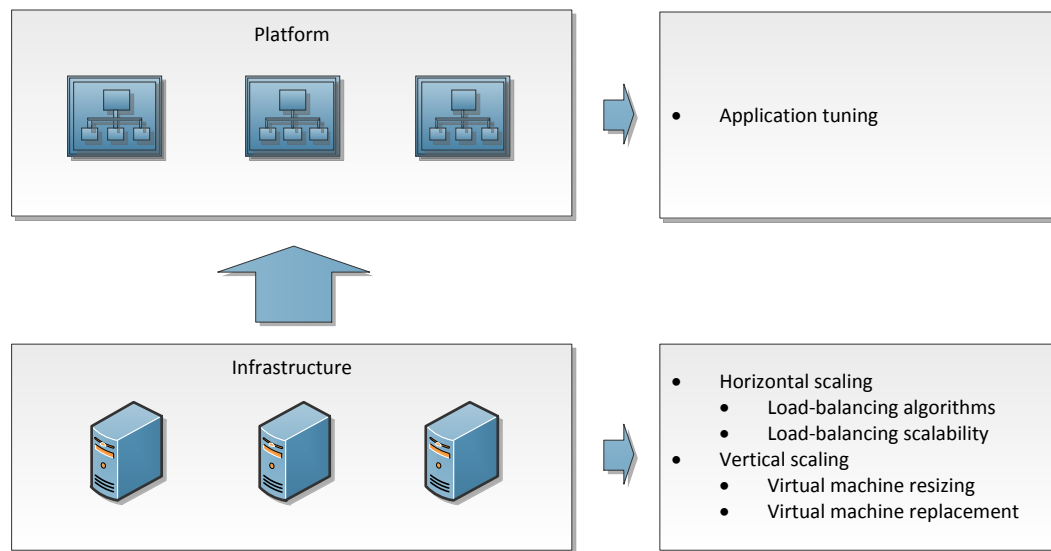 Platform
• Application tuning
Infrastructure
• Horizontal scaling
• Load-balancing algorithms
• Load-balancing scalability
• Vertical scaling
• Virtual machine resizing
• Virtual machine replacement